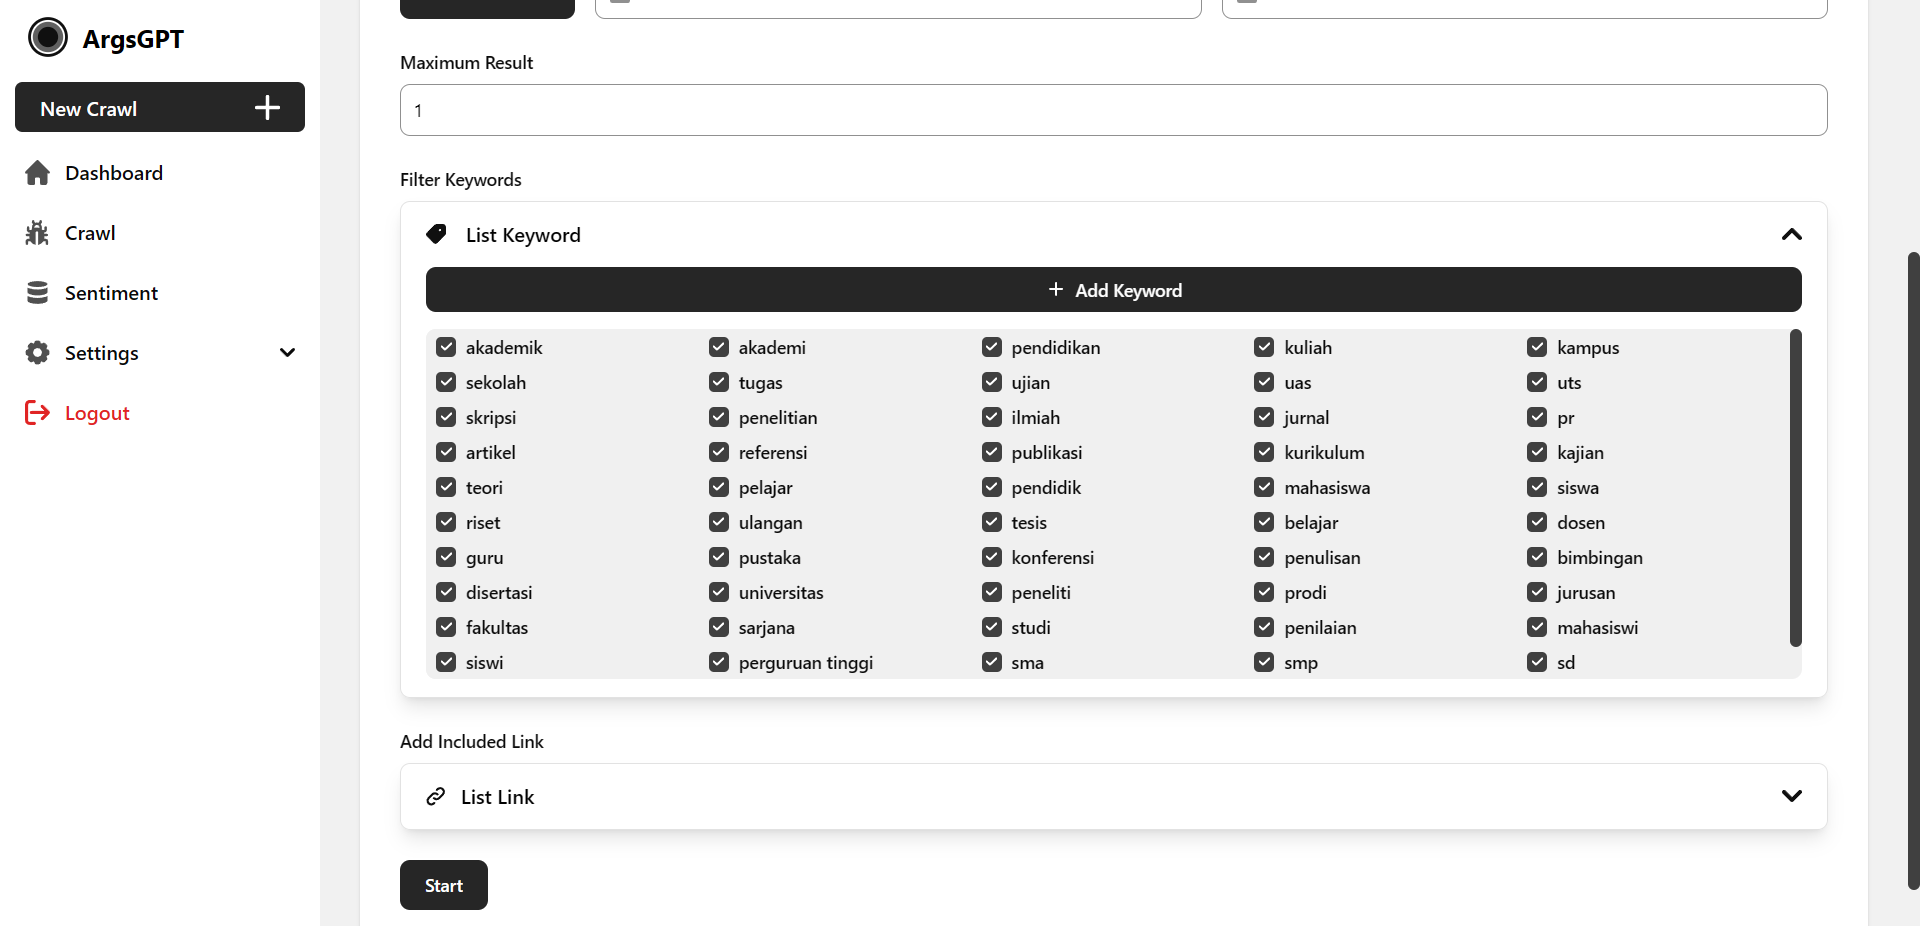 ArgsGPT
New Crawl
Dashboard
Crawl
Sentiment
Settings
Logout
Maximum Result
1
Filter Keywords
List Keyword
Add Keyword
akademik akademi pendidikan kuliah kampus
sekolah tugas ujian uas uts
skripsi penelitian ilmiah jurnal pr
artikel referensi publikasi kurikulum kajian
teori pelajar pendidik mahasiswa siswa
riset ulangan tesis belajar dosen
guru pustaka konferensi penulisan bimbingan
disertasi universitas peneliti prodi jurusan
fakultas sarjana studi penilaian mahasiswi
siswi perguruan tinggi sma smp sd
Add Included Link
List Link
Start